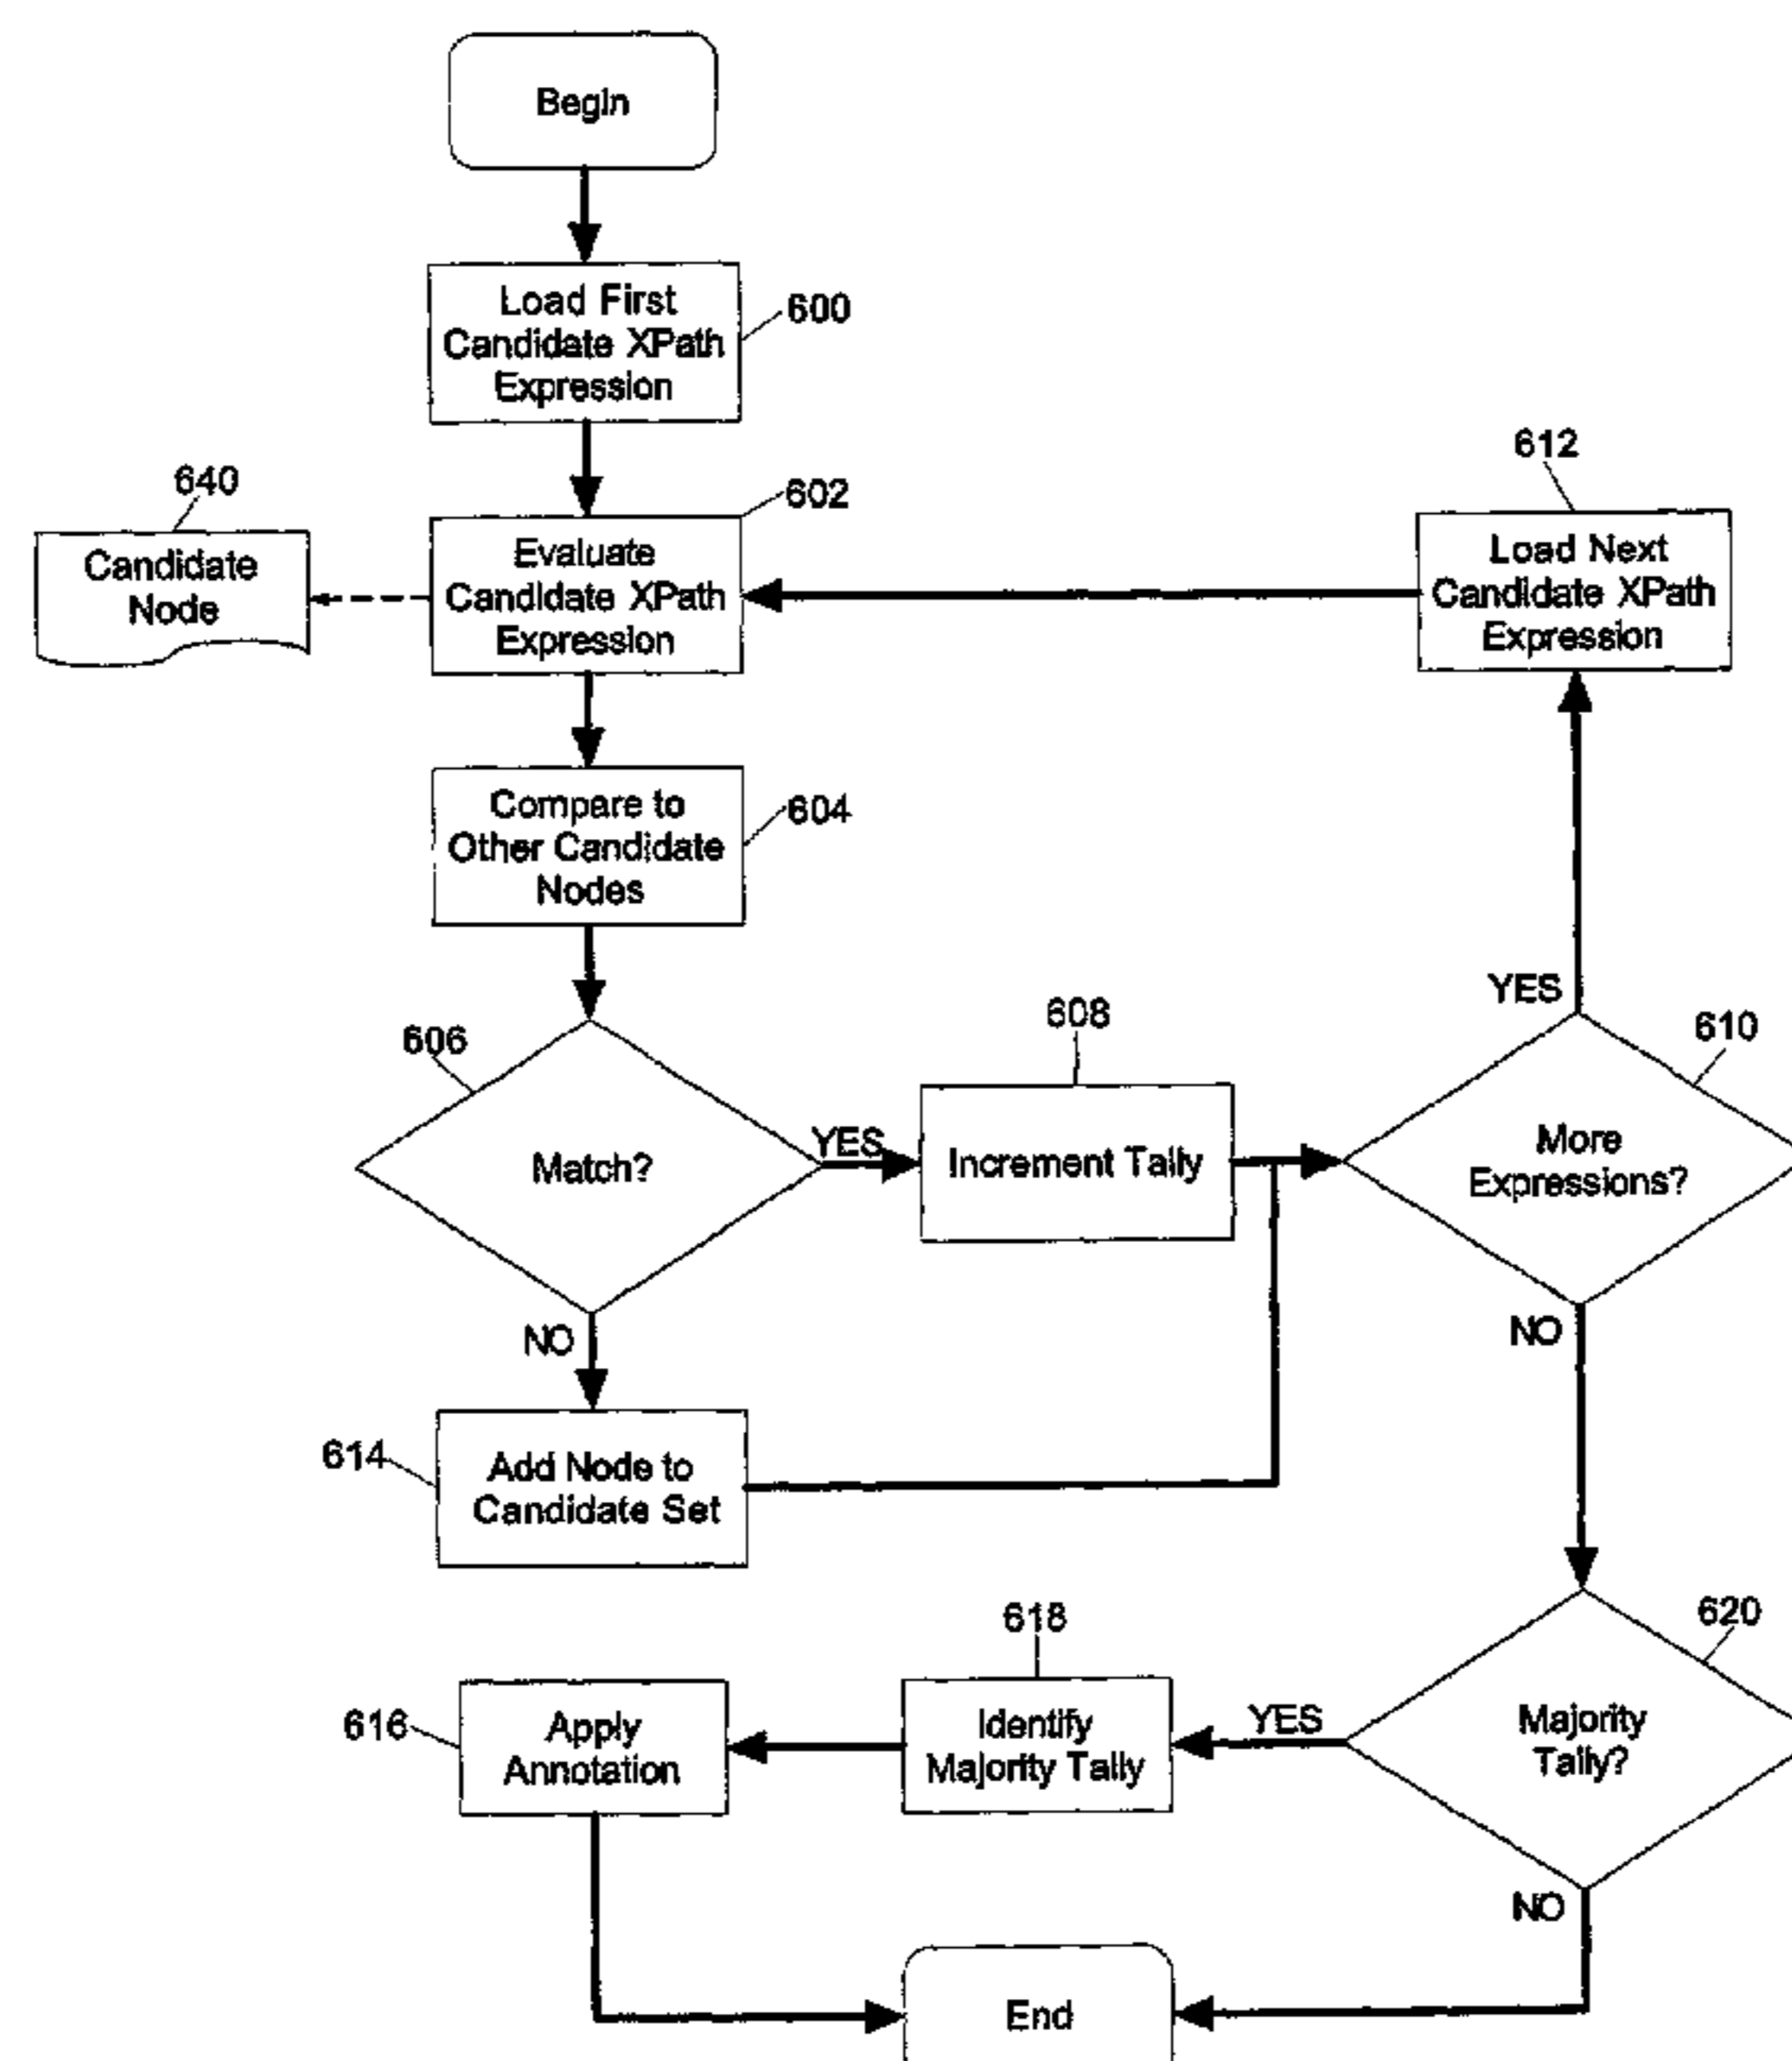 Begin
Load First
Candidate XPath
Expression
600
640
602
612
Candidate
Node
Evaluate
Candidate XPath
Expression
Load Next
Candidate XPath
Expression
Compare to
Other Candidate
Nodes
604
606
608
YES
610
Match?
YES
Increment Tally
More
Expressions?
NO
NO
614
Add Node to
Candidate Set
618
620
616
Apply
Annotation
Identify
Majority Tally
YES
Majority
Tally?
NO
End